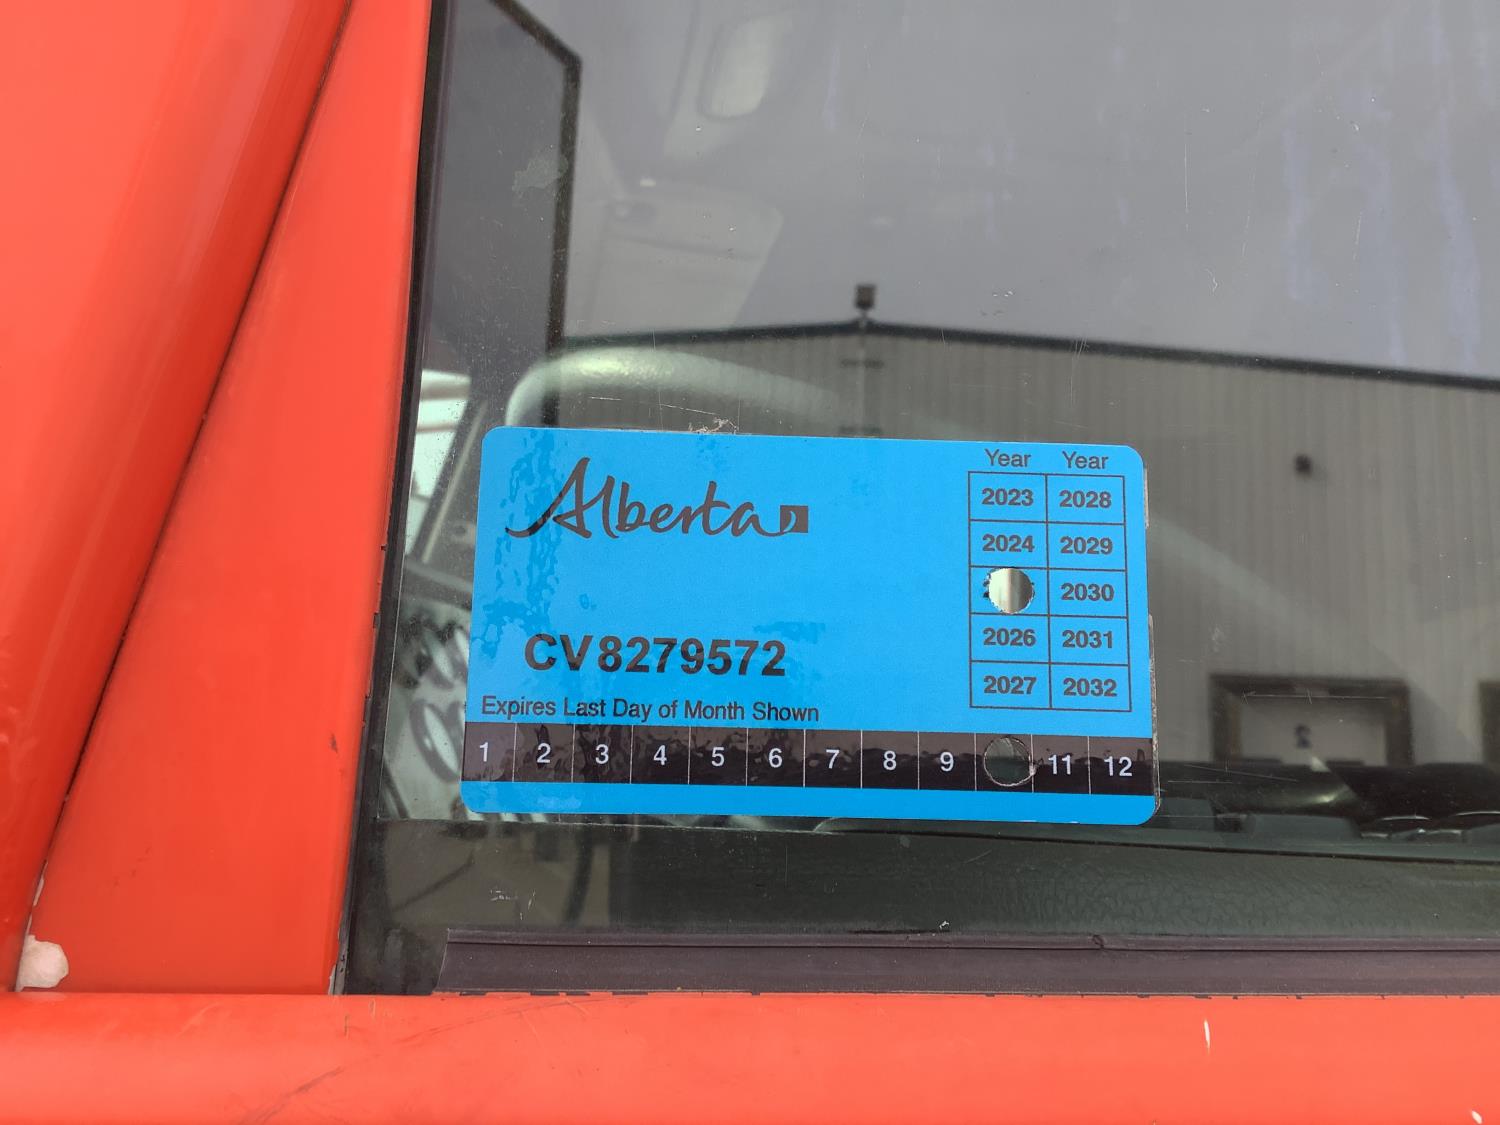 Alberta
Year Year
2023 2028
2024 2029
2030
2026 2031
2027 2032
CV8279572
Expires Last Day of Month Shown
1 2 3 4 5 6 7 8 9 11 12